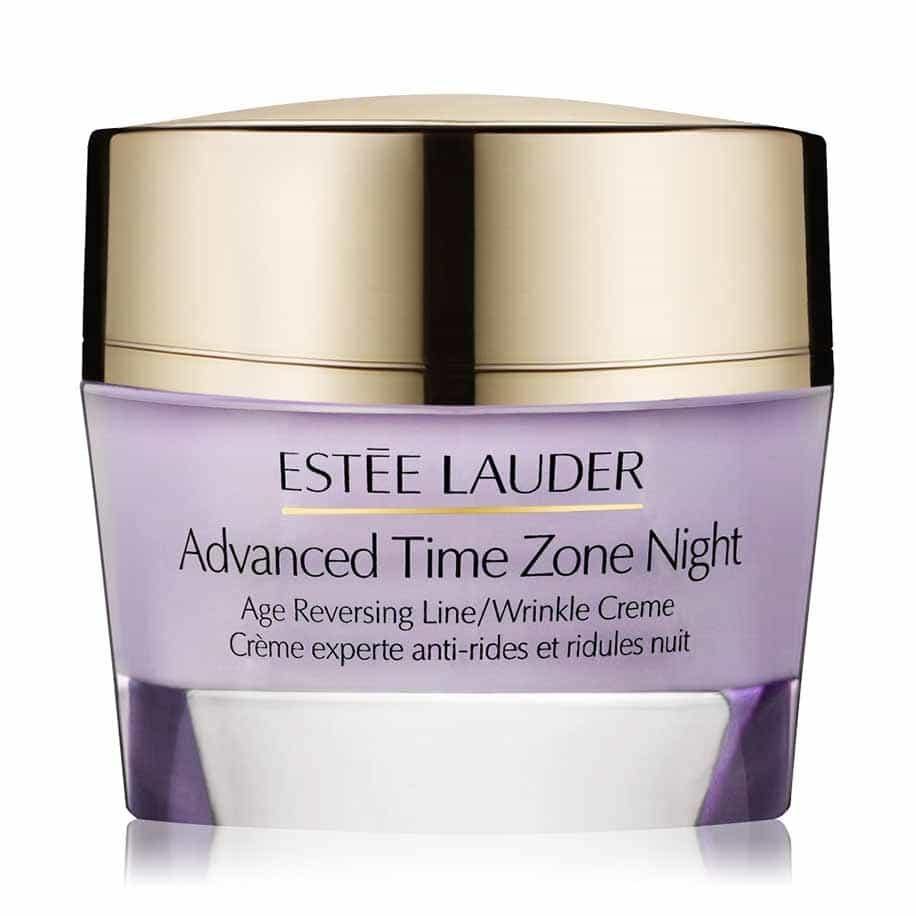 ESTĒE LAUDER
Advanced Time Zone Night
Age Reversing Line/Wrinkle Creme
Crème experte anti-rides et ridules nuit